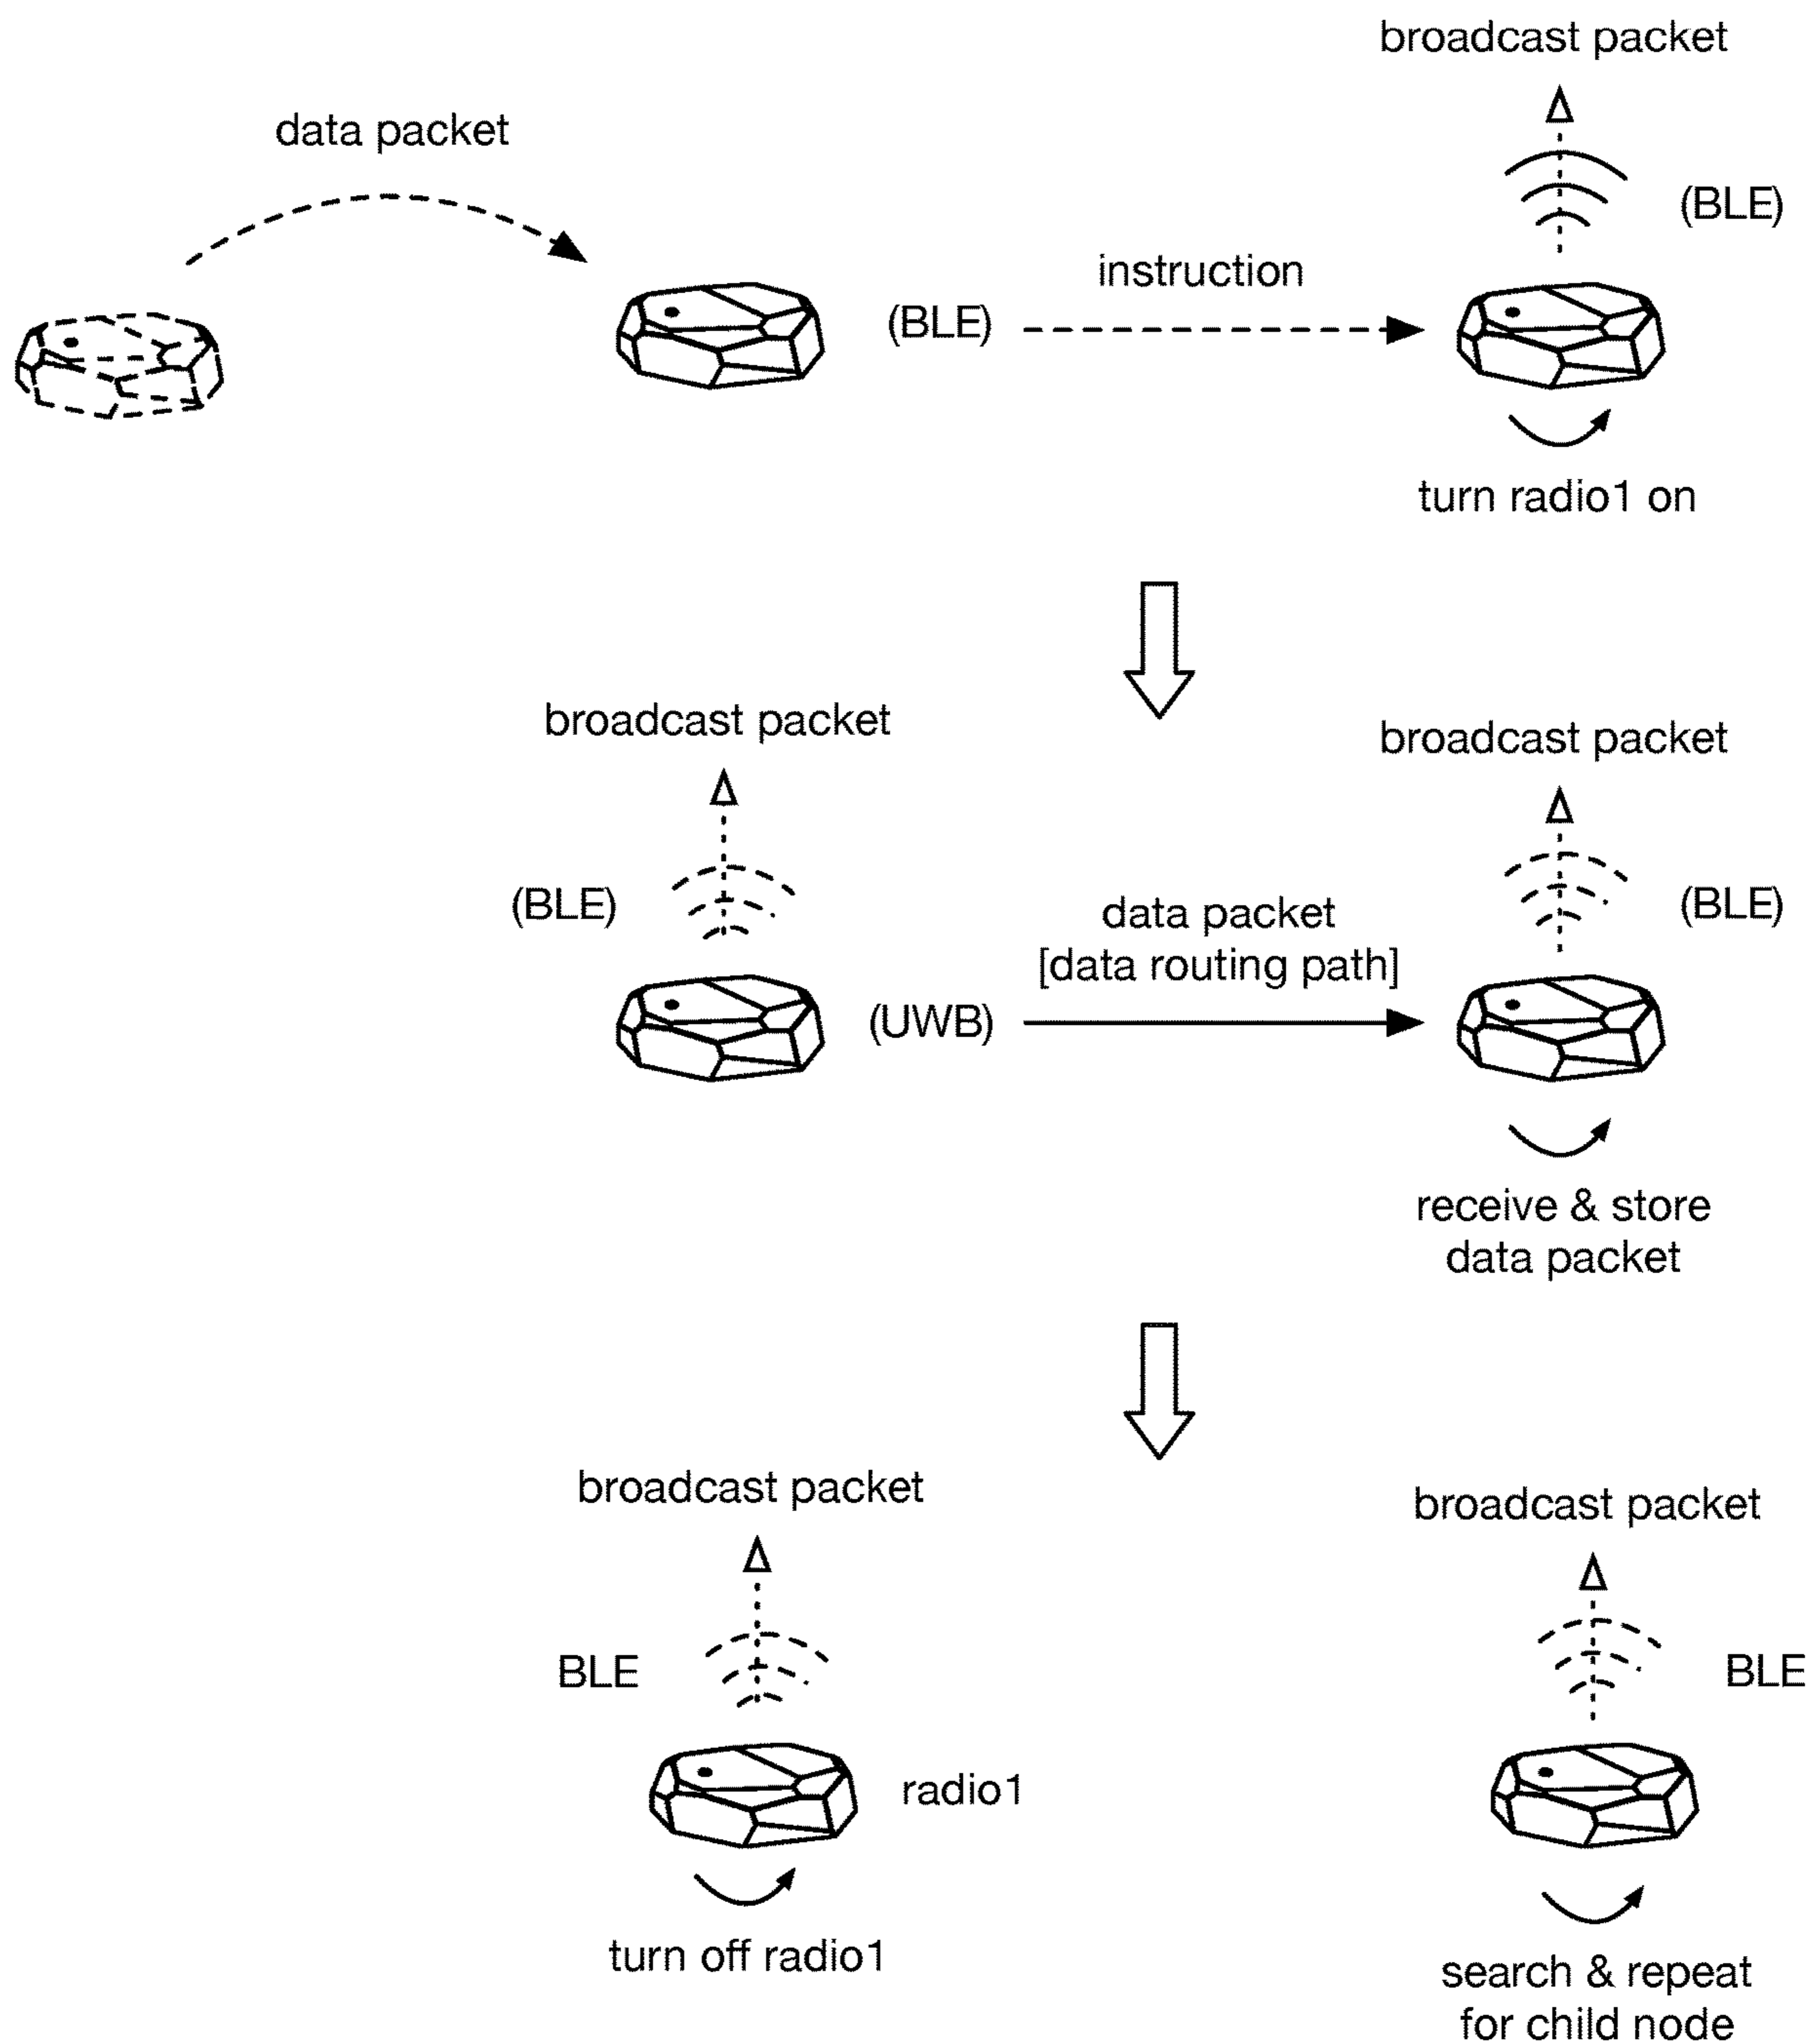 broadcast packet
data packet
(BLE)
instruction
(BLE)
turn radio1 on
broadcast packet
broadcast packet
(BLE)
(BLE)
data packet
[data routing path]
(UWB)
receive & store
data packet
broadcast packet
broadcast packet
BLE
BLE
radio1
turn off radio1
search & repeat
for child node